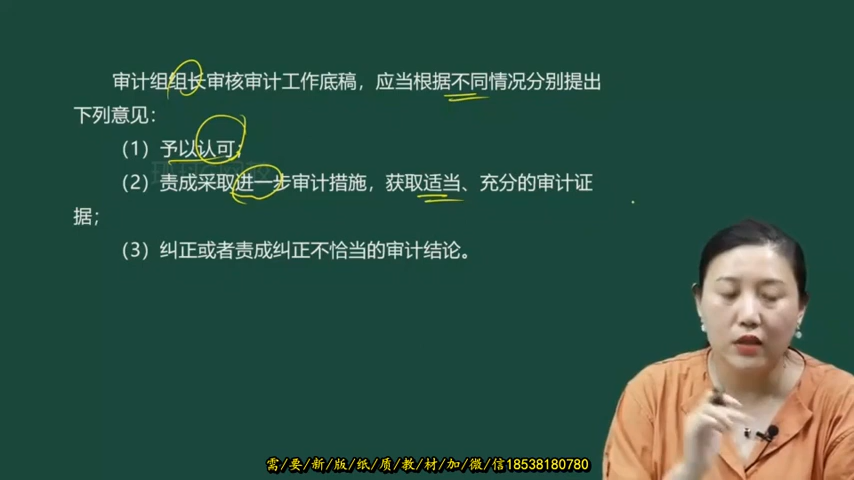 审计组组长审核审计工作底稿，应当根据不同情况分别提出
下列意见：
（1）予以认可；
（2）责成采取进一步审计措施，获取适当、充分的审计证
据；
（3）纠正或者责成纠正不恰当的审计结论。
需/要/新/版/纸/质/教/材/加/微/信18538180780